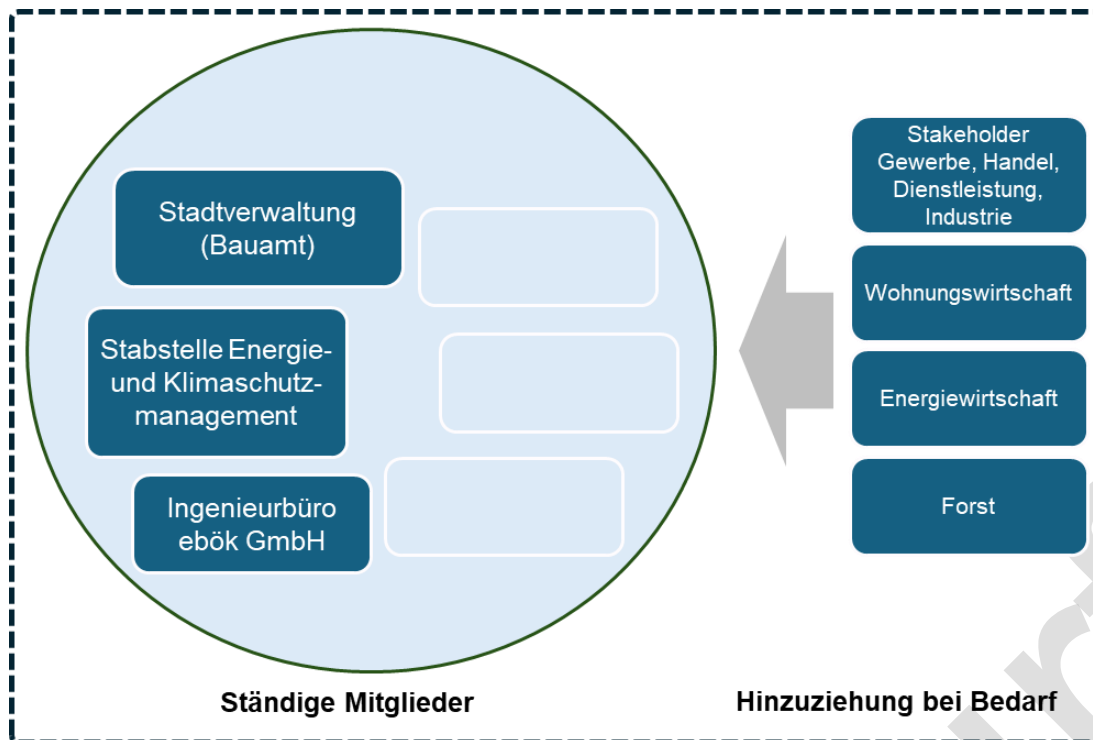 Stadtverwaltung
(Bauamt)
Stabstelle Energie-
und Klimaschutz-
management
Ingenieurbüro
ebök GmbH
Ständige Mitglieder
Stakeholder
Gewerbe, Handel,
Dienstleistung,
Industrie
Wohnungswirtschaft
Energiewirtschaft
Forst
Hinzuziehung bei Bedarf